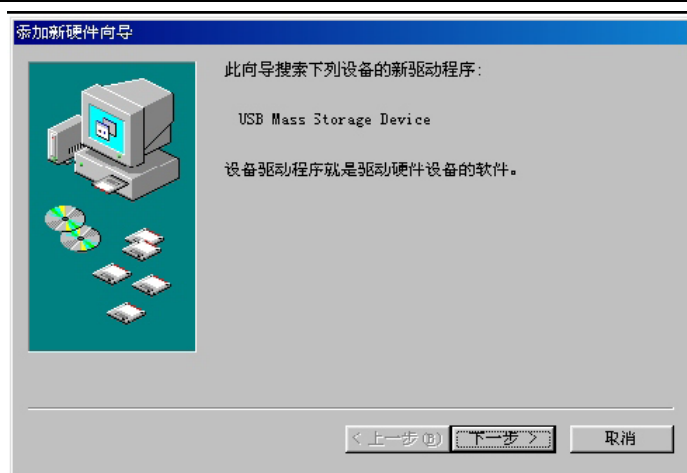 添加新硬件向导
此向导搜索下列设备的新驱动程序:
USB Mass Storage Device
设备驱动程序就是驱动硬件设备的软件。
< 上一步(B) 下一步 > 取消